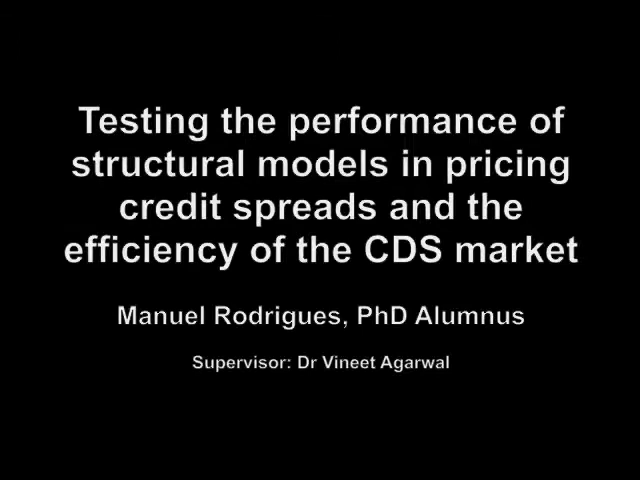 Testing the performance of
structural models in pricing
credit spreads and the
efficiency of the CDS market
Manuel Rodrigues, PhD Alumnus
Supervisor: Dr Vineet Agarwal